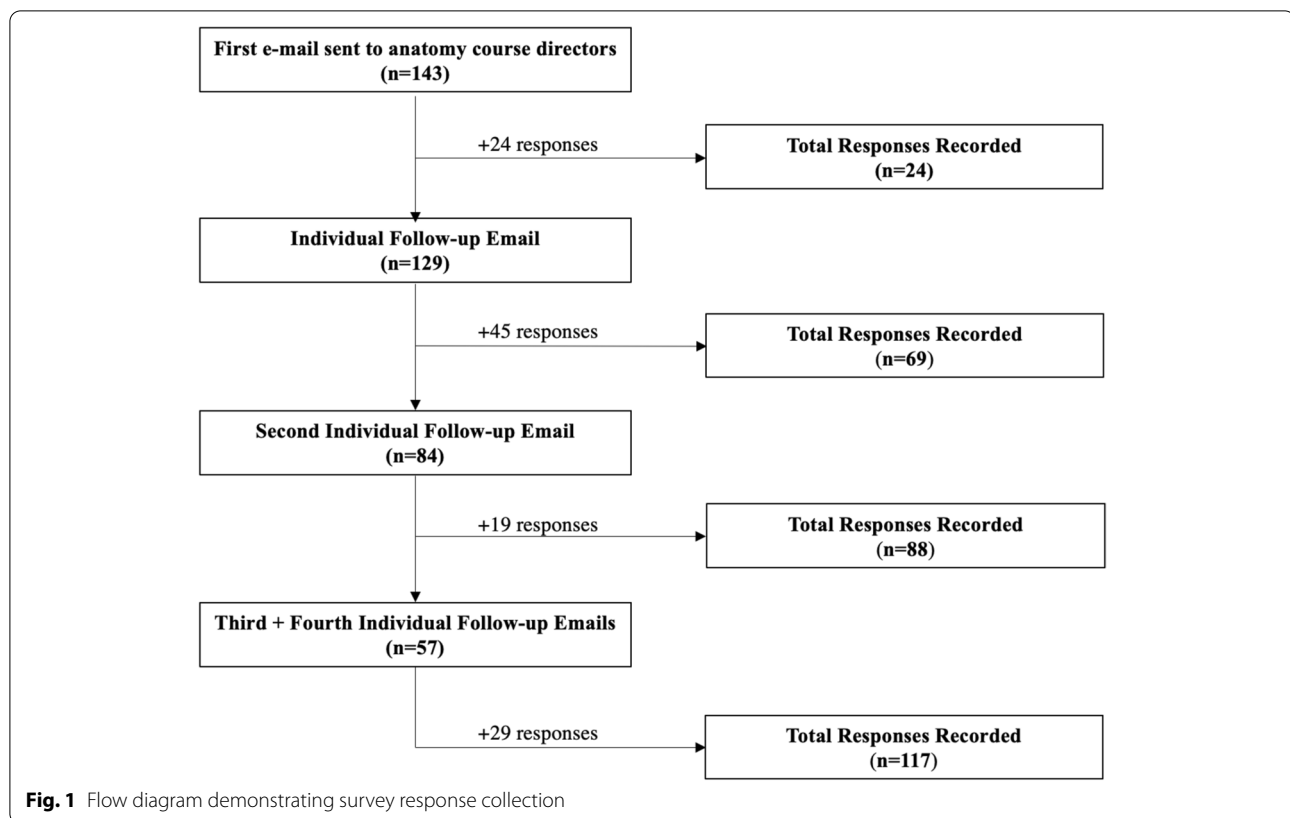 First e-mail sent to anatomy course directors
(n=143)
+24 responses
Total Responses Recorded
(n=24)
Individual Follow-up Email
(n=129)
+45 responses
Total Responses Recorded
(n=69)
Second Individual Follow-up Email
(n=84)
+19 responses
Total Responses Recorded
(n=88)
Third + Fourth Individual Follow-up Emails
(n=57)
+29 responses
Total Responses Recorded
(n=117)
Fig. 1 Flow diagram demonstrating survey response collection